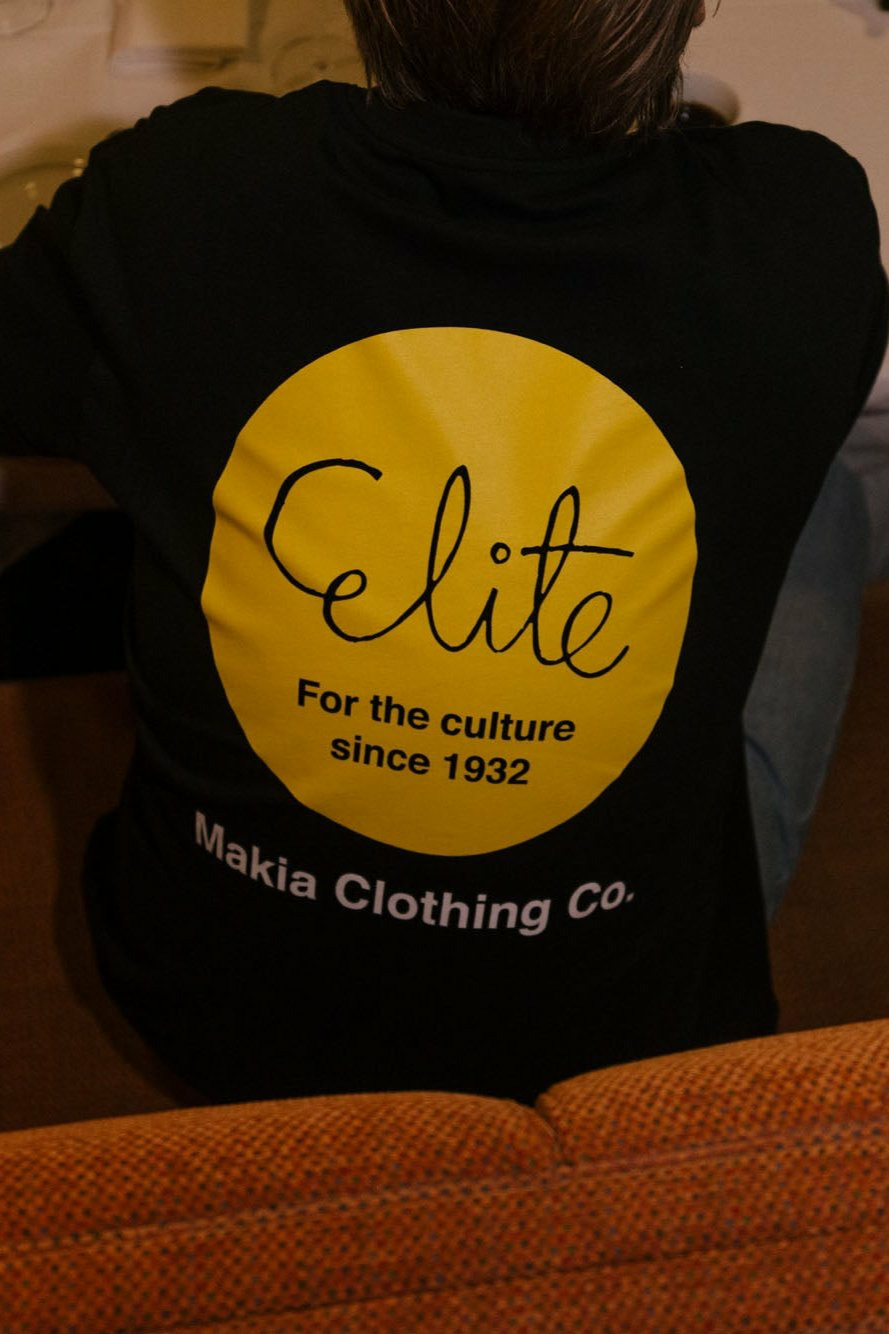 Elite
For the culture
since 1932
Makia Clothing Co.